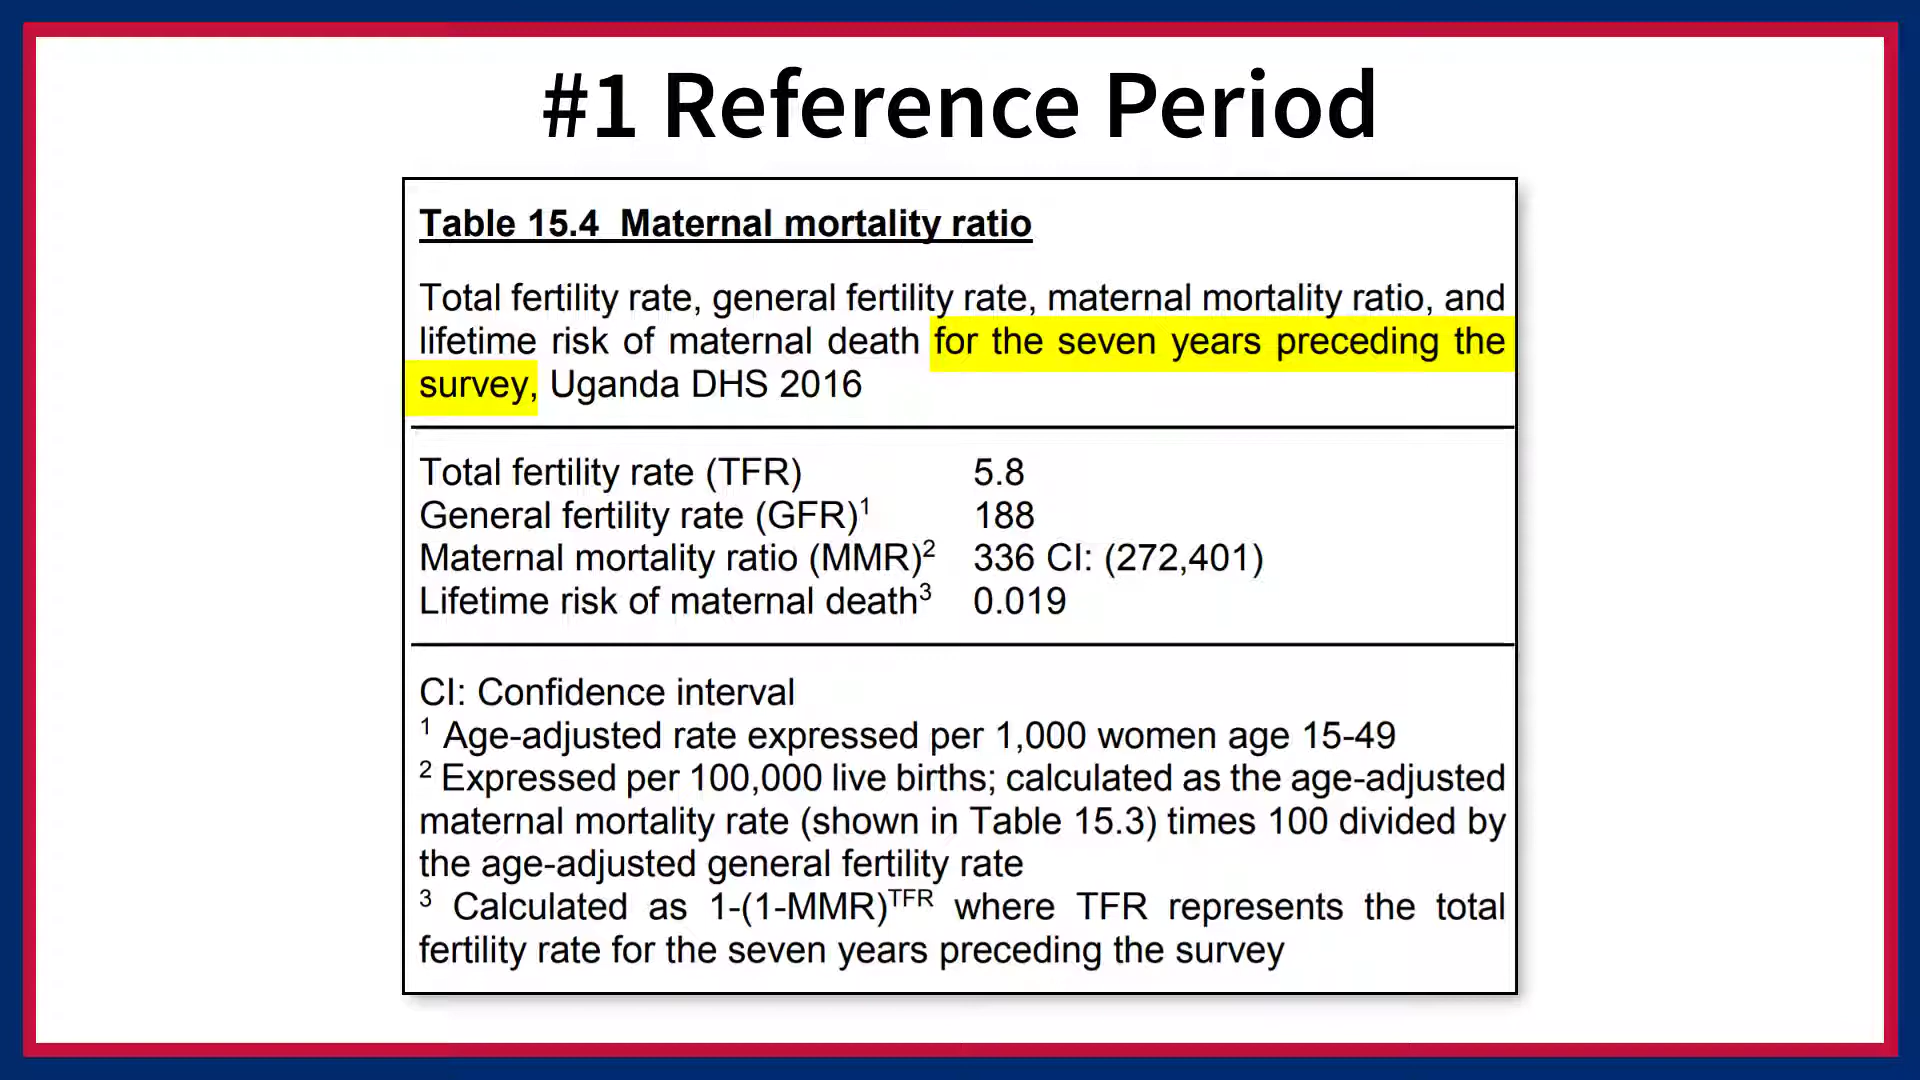 #1 Reference Period
Table 15.4  Maternal mortality ratio
Total fertility rate, general fertility rate, maternal mortality ratio, and
lifetime risk of maternal death for the seven years preceding the
survey, Uganda DHS 2016
Total fertility rate (TFR) 5.8
General fertility rate (GFR)¹ 188
Maternal mortality ratio (MMR)² 336 CI: (272,401)
Lifetime risk of maternal death³ 0.019
CI: Confidence interval
¹ Age-adjusted rate expressed per 1,000 women age 15-49
² Expressed per 100,000 live births; calculated as the age-adjusted
maternal mortality rate (shown in Table 15.3) times 100 divided by
the age-adjusted general fertility rate
³ Calculated as 1-(1-MMR)ᵀᶠᴿ where TFR represents the total
fertility rate for the seven years preceding the survey